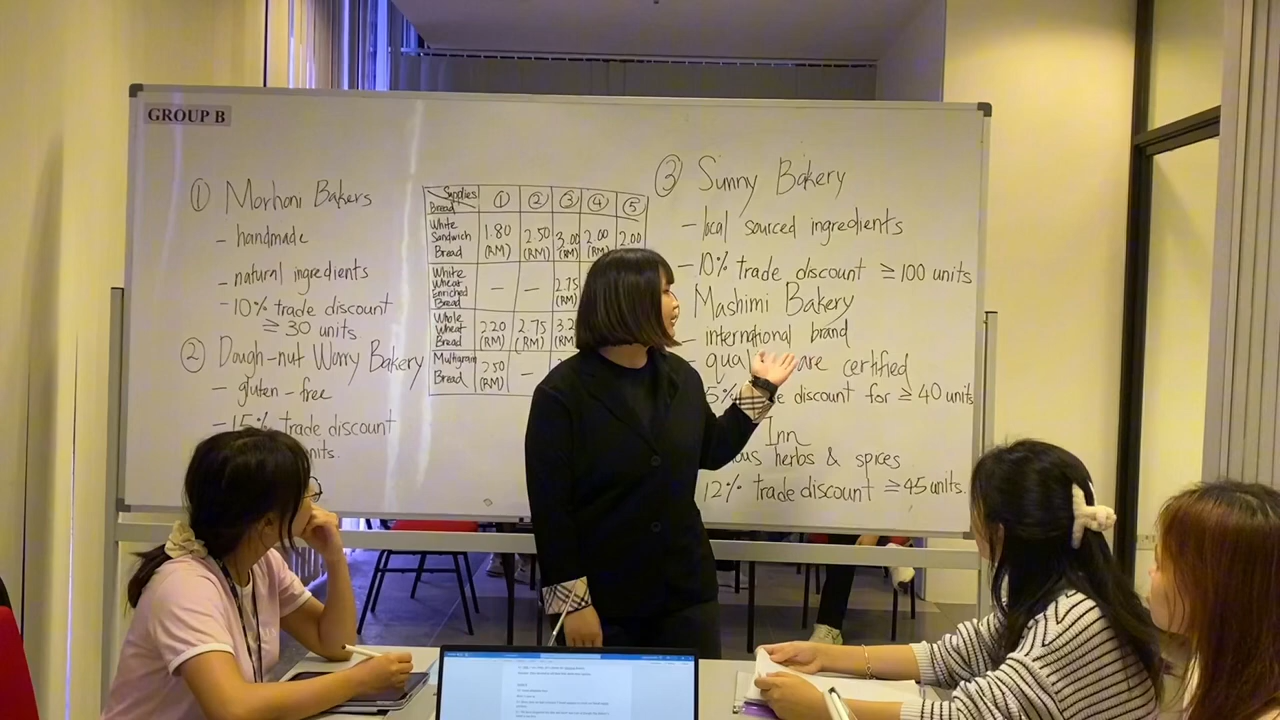 GROUP B
① Morhoni Bakers
- handmade
- natural ingredients
- 10% trade discount
≥ 30 units
② Dough-nut Worry Bakery
- gluten-free
- 15% trade discount
units.
Supplies ① ② ③ ④ ⑤
Bread
White Sandwich Bread 1.80 (RM) 2.50 (RM) 3.00 (RM) 2.00 (RM) 2.00
White Wheat Enriched Bread — — 2.75 (RM)
Whole Wheat Bread 2.20 (RM) 2.75 (RM) 3.2 (RM)
Multigrain Bread 2.50 (RM) —
③ Sunny Bakery
- local sourced ingredients
- 10% trade discount ≥ 100 units
Mashimi Bakery
- international brand
- are certified
5% discount for ≥ 40 units
Inn
herbs & spices
12% trade discount ≥ 45 units.